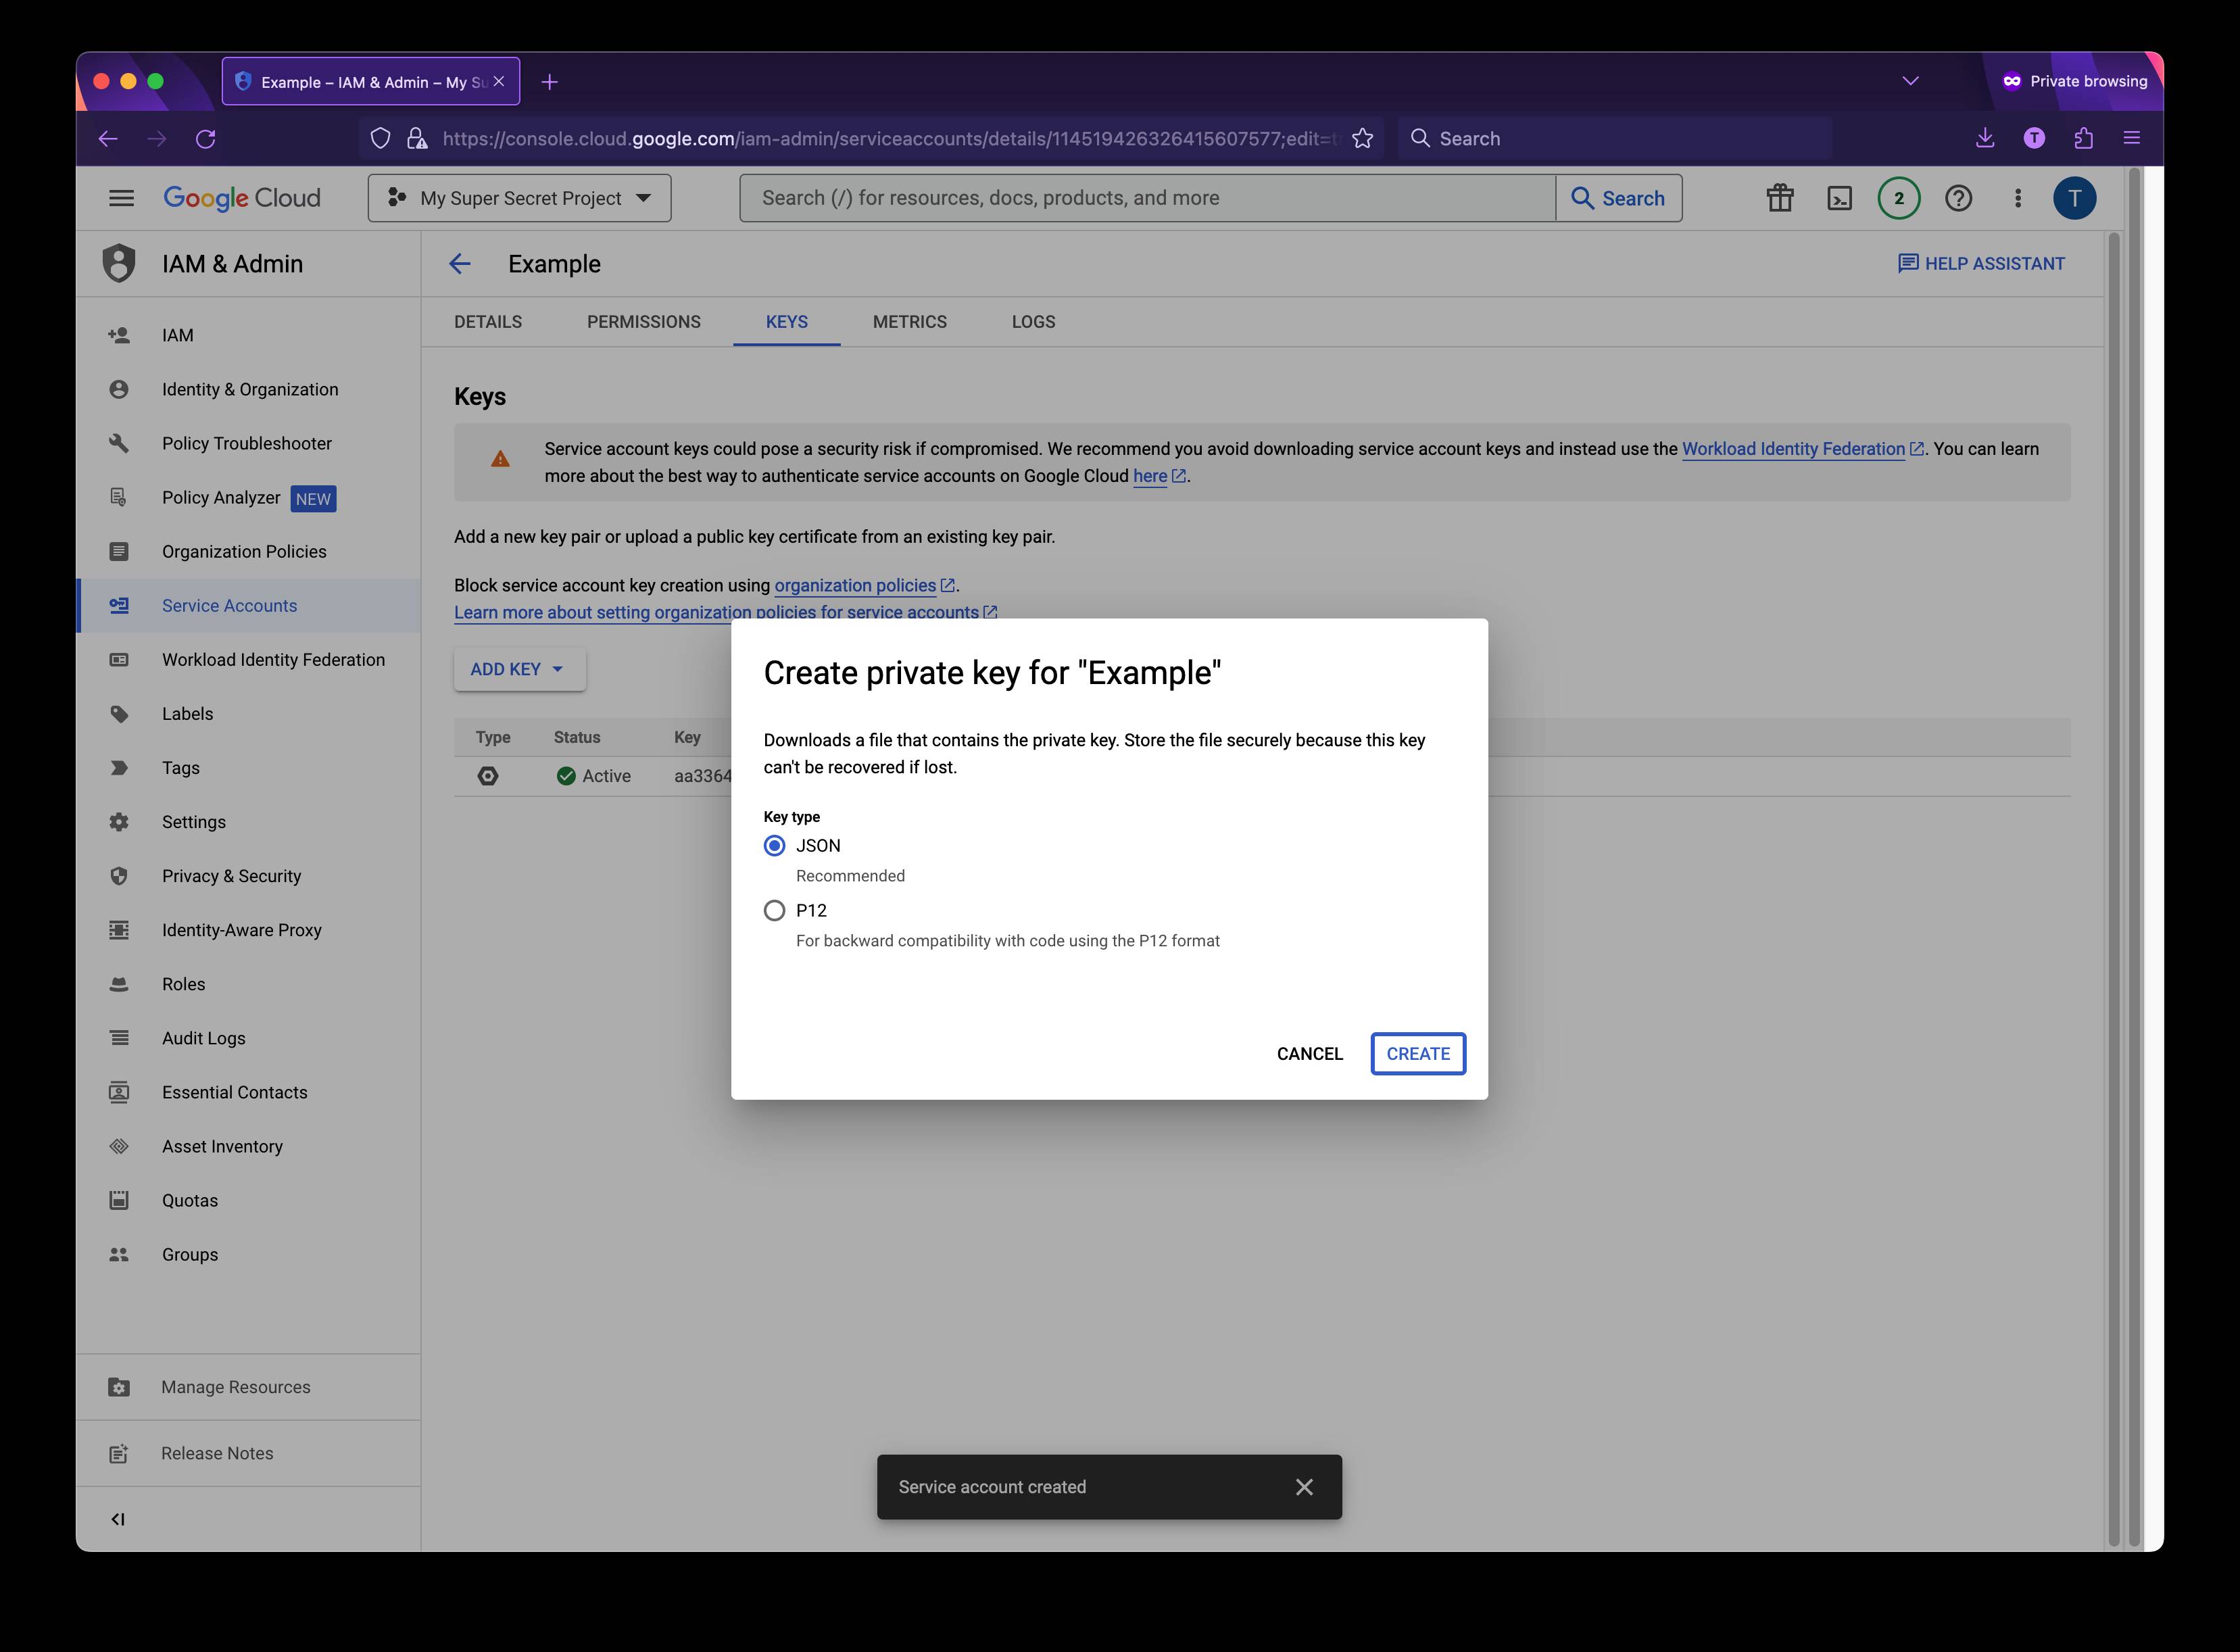 Example – IAM & Admin – My Su
Private browsing
https://console.cloud.google.com/iam-admin/serviceaccounts/details/114519426326415607577;edit=t
Search
T
Google Cloud
My Super Secret Project
Search (/) for resources, docs, products, and more
Search
2
T
IAM & Admin
IAM
Identity & Organization
Policy Troubleshooter
Policy Analyzer NEW
Organization Policies
Service Accounts
Workload Identity Federation
Labels
Tags
Settings
Privacy & Security
Identity-Aware Proxy
Roles
Audit Logs
Essential Contacts
Asset Inventory
Quotas
Groups
Manage Resources
Release Notes
Example
HELP ASSISTANT
DETAILS
PERMISSIONS
KEYS
METRICS
LOGS
Keys
Service account keys could pose a security risk if compromised. We recommend you avoid downloading service account keys and instead use the Workload Identity Federation. You can learn
more about the best way to authenticate service accounts on Google Cloud here.
Add a new key pair or upload a public key certificate from an existing key pair.
Block service account key creation using organization policies.
Learn more about setting organization policies for service accounts
ADD KEY
Type Status Key
Active aa3364
Create private key for "Example"
Downloads a file that contains the private key. Store the file securely because this key
can't be recovered if lost.
Key type
JSON
Recommended
P12
For backward compatibility with code using the P12 format
CANCEL
CREATE
Service account created